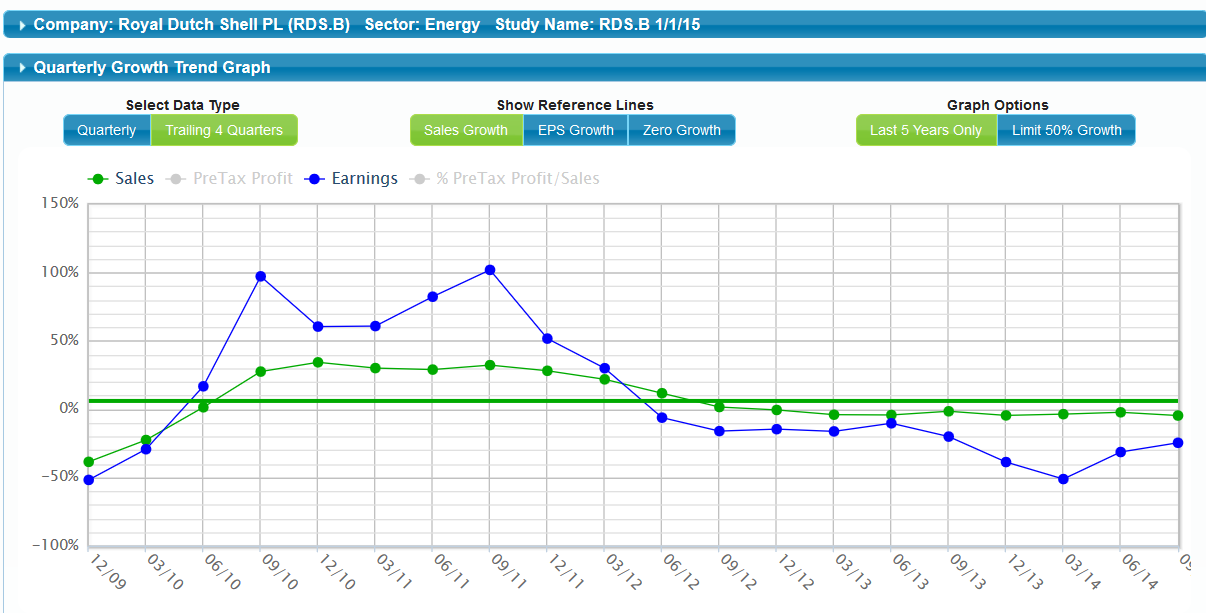 Company: Royal Dutch Shell PL (RDS.B) Sector: Energy Study Name: RDS.B 1/1/15
Quarterly Growth Trend Graph
Select Data Type Show Reference Lines Graph Options
Quarterly Trailing 4 Quarters Sales Growth EPS Growth Zero Growth Last 5 Years Only Limit 50% Growth
Sales PreTax Profit Earnings % PreTax Profit/Sales
150%
100%
50%
0%
-50%
-100%
12/09 03/10 06/10 09/10 12/10 03/11 06/11 09/11 12/11 03/12 06/12 09/12 12/12 03/13 06/13 09/13 12/13 03/14 06/14